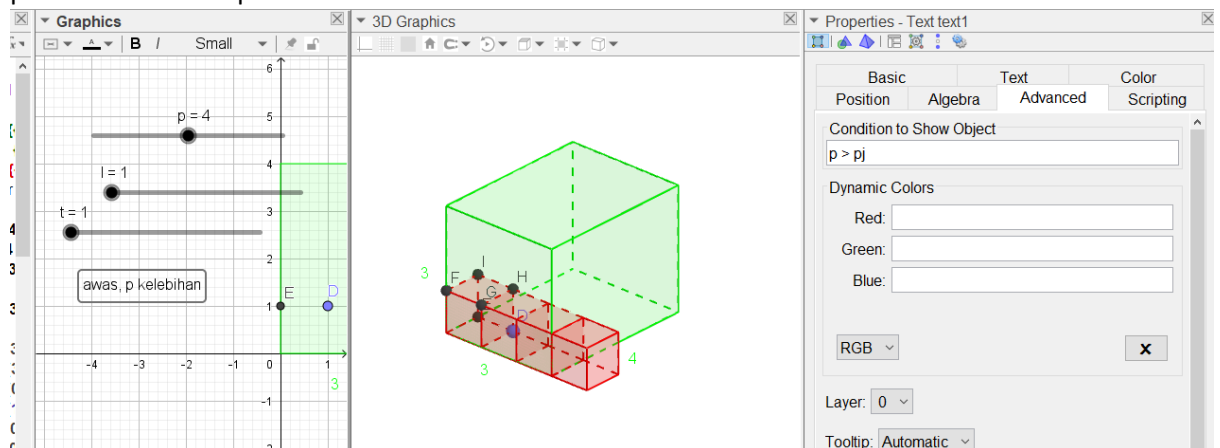 Graphics
3D Graphics
Properties - Text text1
B I Small
p = 4
l = 1
t = 1
awas, p kelebihan
6
5
4
3
2
1
-4 -3 -2 -1 0 1
-1
3
E
D
3
F
I
G
H
D
3
4
Basic Text Color
Position Algebra Advanced Scripting
Condition to Show Object
p > pj
Dynamic Colors
Red:
Green:
Blue:
RGB
x
Layer: 0
Tooltip: Automatic